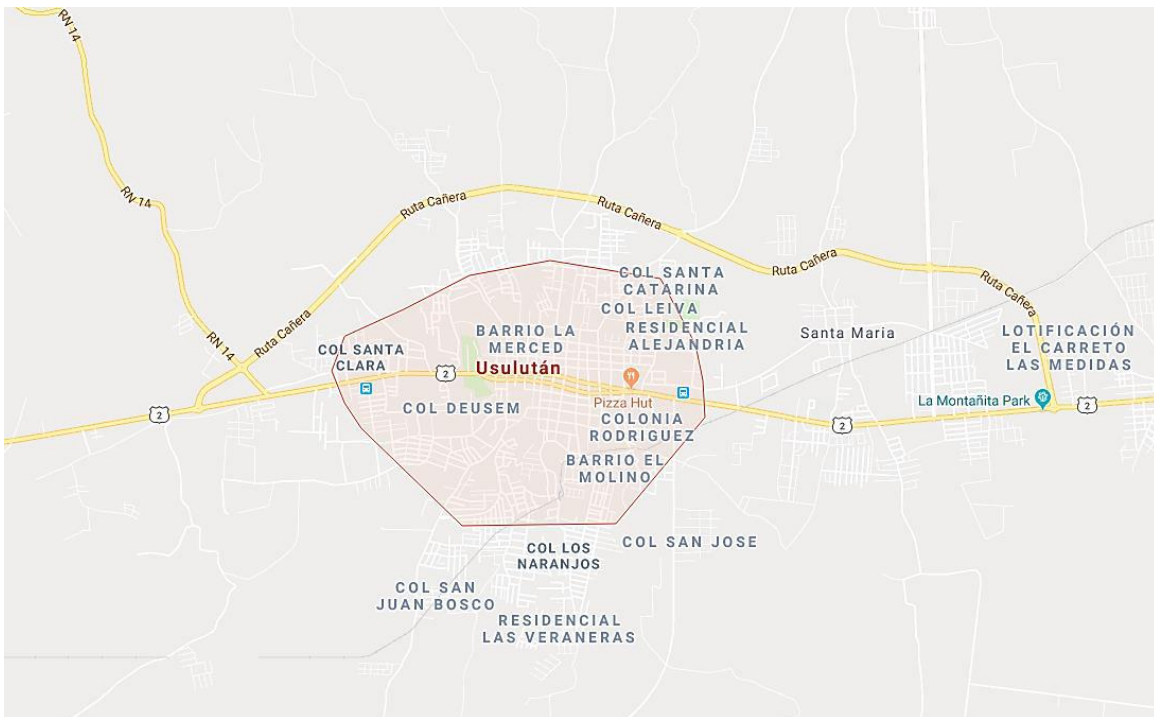 RN 14
RN 14
RN 14
Ruta Cañera
Ruta Cañera
Ruta Cañera
Ruta Cañera
Ruta Cañera
COL SANTA
CATARINA
COL LEIVA
RESIDENCIAL
ALEJANDRIA
BARRIO LA
MERCED
Usulután
COL SANTA
CLARA
2
2
Santa Maria
LOTIFICACIÓN
EL CARRETO
LAS MEDIDAS
La Montañita Park
2
2
Pizza Hut
COL DEUSEM
COLONIA
RODRIGUEZ
BARRIO EL
MOLINO
COL SAN JOSE
COL LOS
NARANJOS
COL SAN
JUAN BOSCO
RESIDENCIAL
LAS VERANERAS